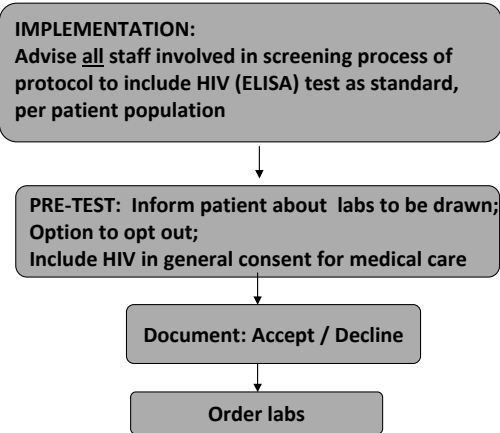 IMPLEMENTATION:
Advise all staff involved in screening process of
protocol to include HIV (ELISA) test as standard,
per patient population
PRE-TEST: Inform patient about labs to be drawn;
Option to opt out;
Include HIV in general consent for medical care
Document: Accept / Decline
Order labs